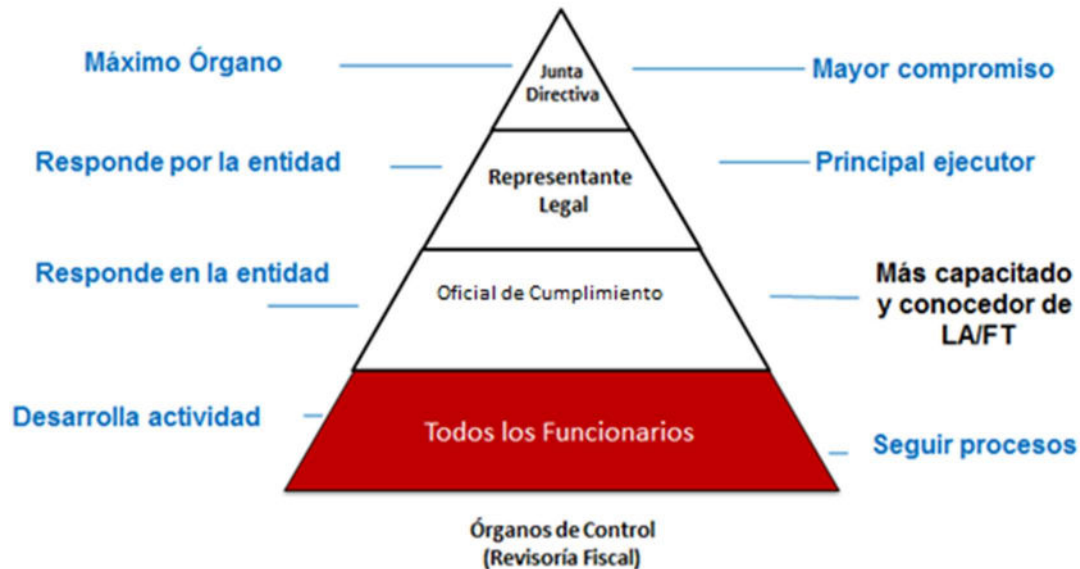 Máximo Órgano
Junta
Directiva
Mayor compromiso
Responde por la entidad
Representante
Legal
Principal ejecutor
Responde en la entidad
Oficial de Cumplimiento
Más capacitado
y conocedor de
LA/FT
Desarrolla actividad
Todos los Funcionarios
Seguir procesos
Órganos de Control
(Revisoría Fiscal)